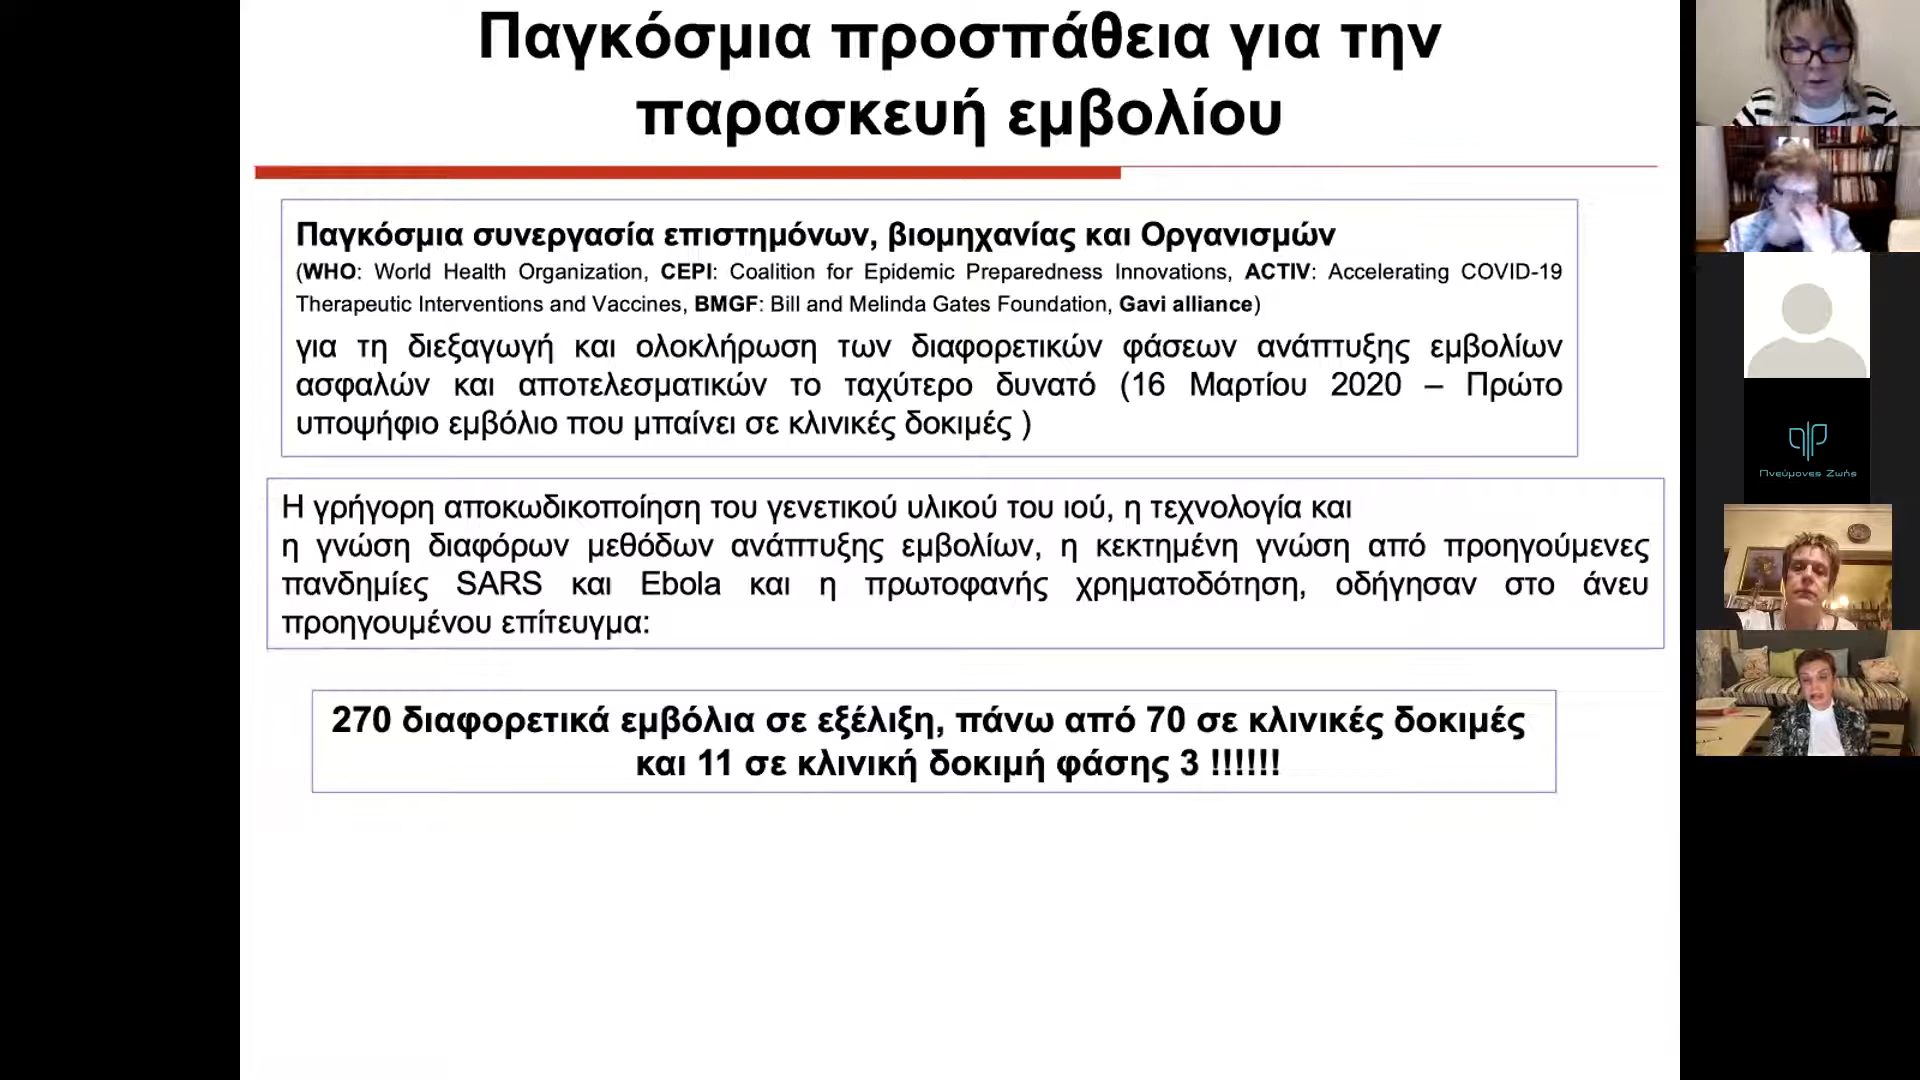 Παγκόσμια προσπάθεια για την
παρασκευή εμβολίου
Παγκόσμια συνεργασία επιστημόνων, βιομηχανίας και Οργανισμών
(WHO: World Health Organization, CEPI: Coalition for Epidemic Preparedness Innovations, ACTIV: Accelerating COVID-19
Therapeutic Interventions and Vaccines, BMGF: Bill and Melinda Gates Foundation, Gavi alliance)
για τη διεξαγωγή και ολοκλήρωση των διαφορετικών φάσεων ανάπτυξης εμβολίων
ασφαλών και αποτελεσματικών το ταχύτερο δυνατό (16 Μαρτίου 2020 – Πρώτο
υποψήφιο εμβόλιο που μπαίνει σε κλινικές δοκιμές )
Η γρήγορη αποκωδικοποίηση του γενετικού υλικού του ιού, η τεχνολογία και
η γνώση διαφόρων μεθόδων ανάπτυξης εμβολίων, η κεκτημένη γνώση από προηγούμενες
πανδημίες SARS και Ebola και η πρωτοφανής χρηματοδότηση, οδήγησαν στο άνευ
προηγουμένου επίτευγμα:
270 διαφορετικά εμβόλια σε εξέλιξη, πάνω από 70 σε κλινικές δοκιμές
και 11 σε κλινική δοκιμή φάσης 3 !!!!!!
Πνεύμονες Ζωής